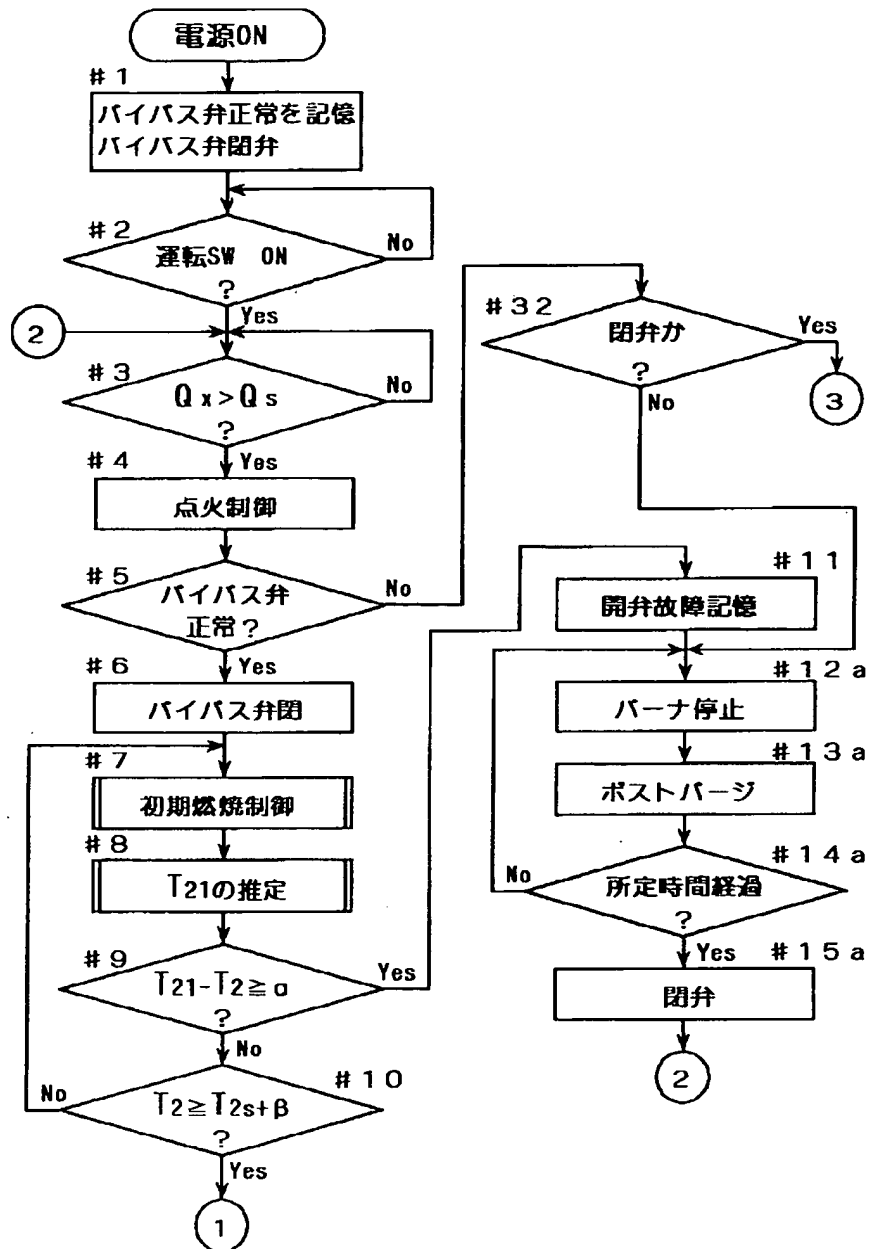 電源ON
#1
バイパス弁正常を記憶
バイパス弁閉弁
#2
運転SW ON
?
No
Yes
2
#3
Qx>Qs
?
No
Yes
#4
点火制御
#5
バイパス弁
正常?
No
Yes
#6
バイパス弁閉
#7
初期燃焼制御
#8
T21の推定
#9
T21-T2≧α
?
Yes
No
#10
T2≧T2s+β
?
No
Yes
1
#32
閉弁か
?
Yes
3
No
#11
開弁故障記憶
#12a
バーナ停止
#13a
ポストパージ
#14a
所定時間経過
?
No
Yes
#15a
閉弁
2